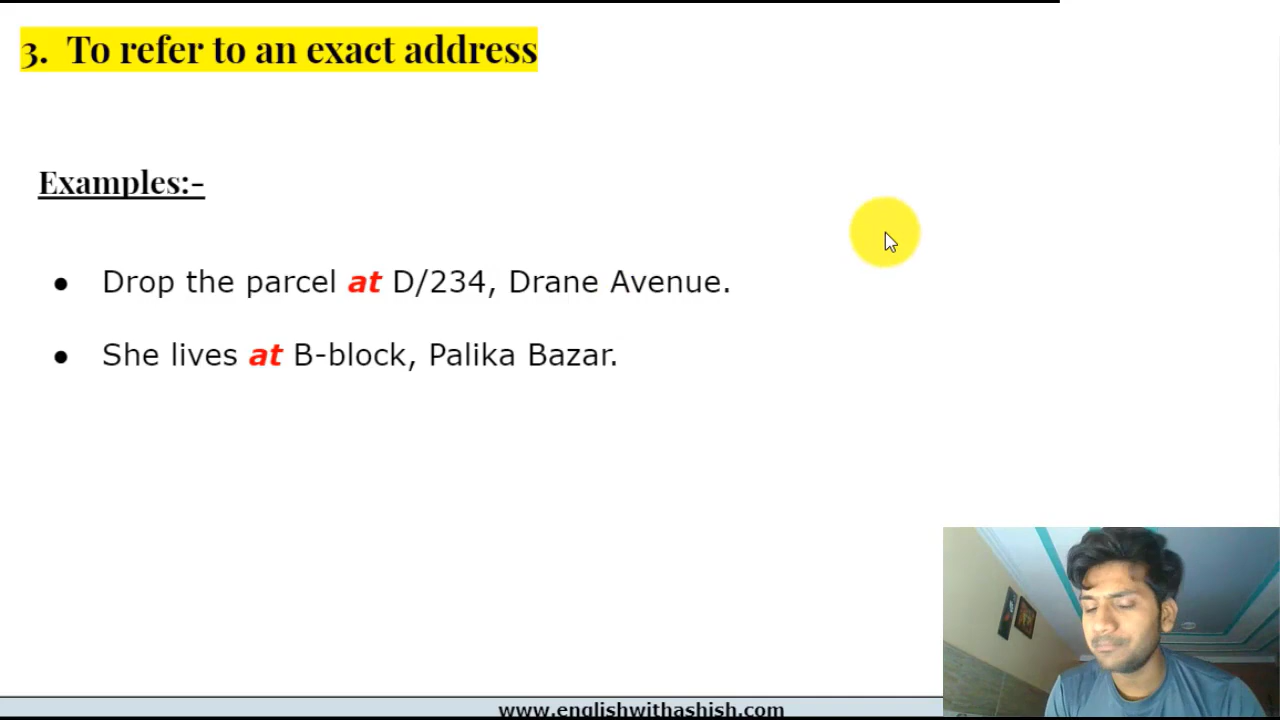 3. To refer to an exact address
Examples:-
● Drop the parcel at D/234, Drane Avenue.
● She lives at B-block, Palika Bazar.
www.englishwithashish.com